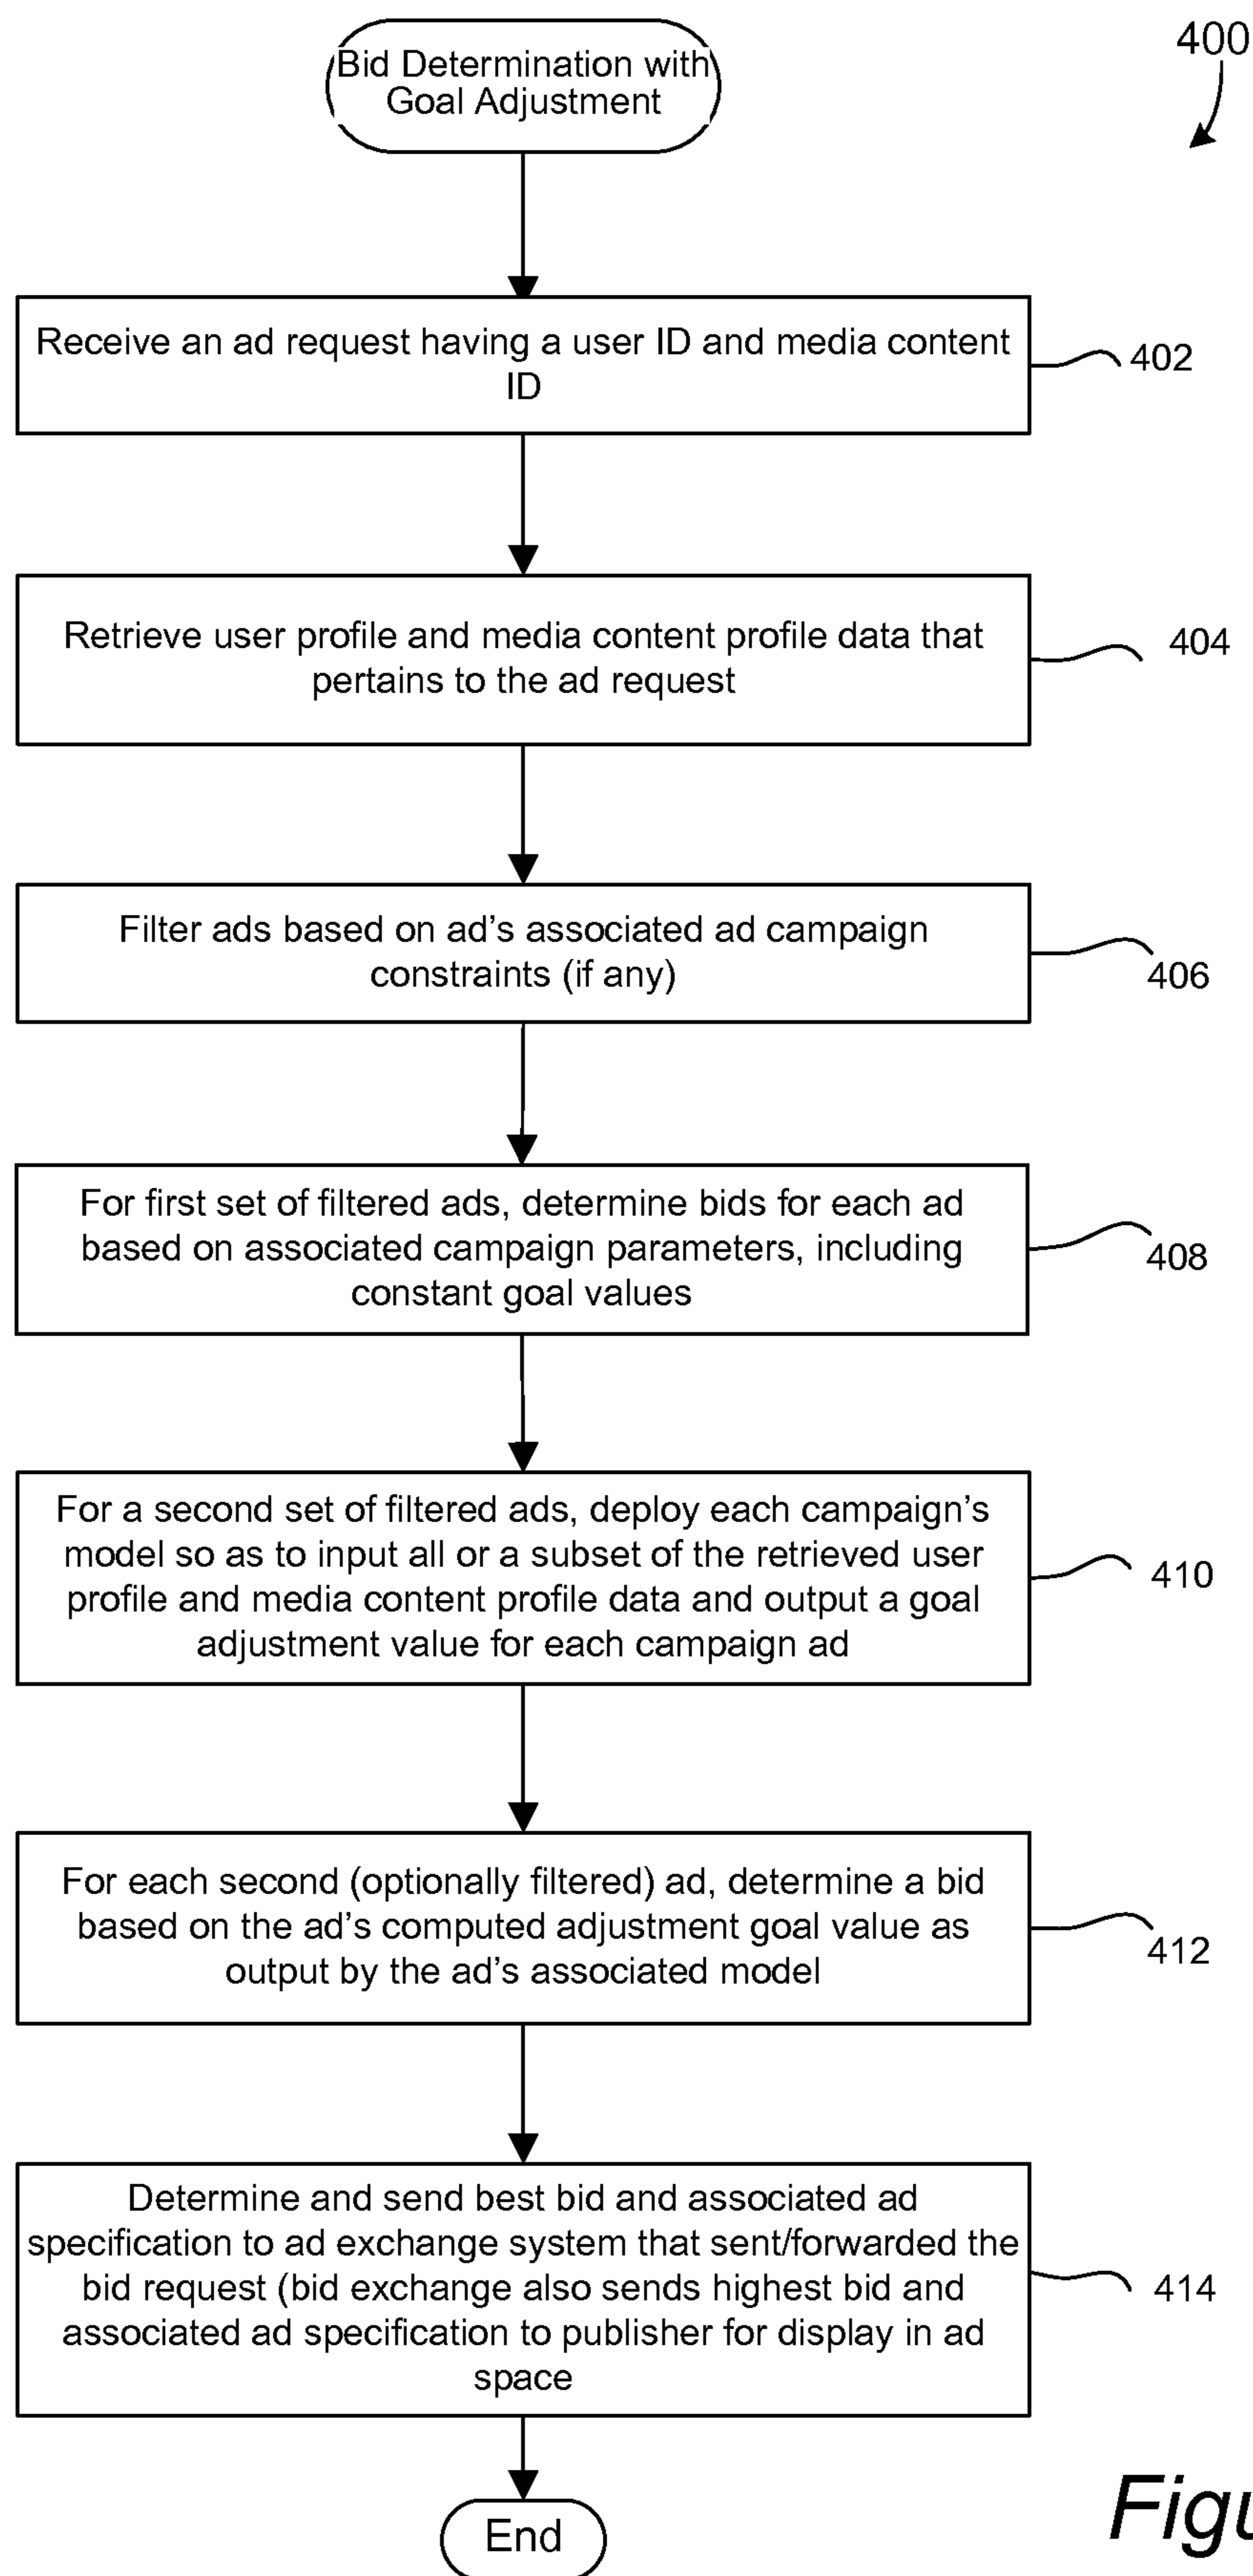 Bid Determination with
Goal Adjustment
400
Receive an ad request having a user ID and media content
ID
402
Retrieve user profile and media content profile data that
pertains to the ad request
404
Filter ads based on ad's associated ad campaign
constraints (if any)
406
For first set of filtered ads, determine bids for each ad
based on associated campaign parameters, including
constant goal values
408
For a second set of filtered ads, deploy each campaign's
model so as to input all or a subset of the retrieved user
profile and media content profile data and output a goal
adjustment value for each campaign ad
410
For each second (optionally filtered) ad, determine a bid
based on the ad's computed adjustment goal value as
output by the ad's associated model
412
Determine and send best bid and associated ad
specification to ad exchange system that sent/forwarded the
bid request (bid exchange also sends highest bid and
associated ad specification to publisher for display in ad
space
414
End